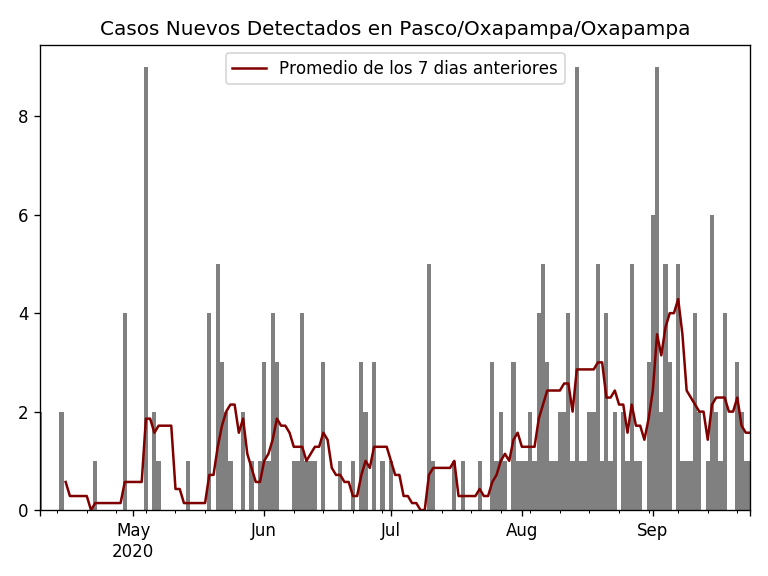 Casos Nuevos Detectados en Pasco/Oxapampa/Oxapampa
Promedio de los 7 dias anteriores
8
6
4
2
0
May Jun Jul Aug Sep
2020